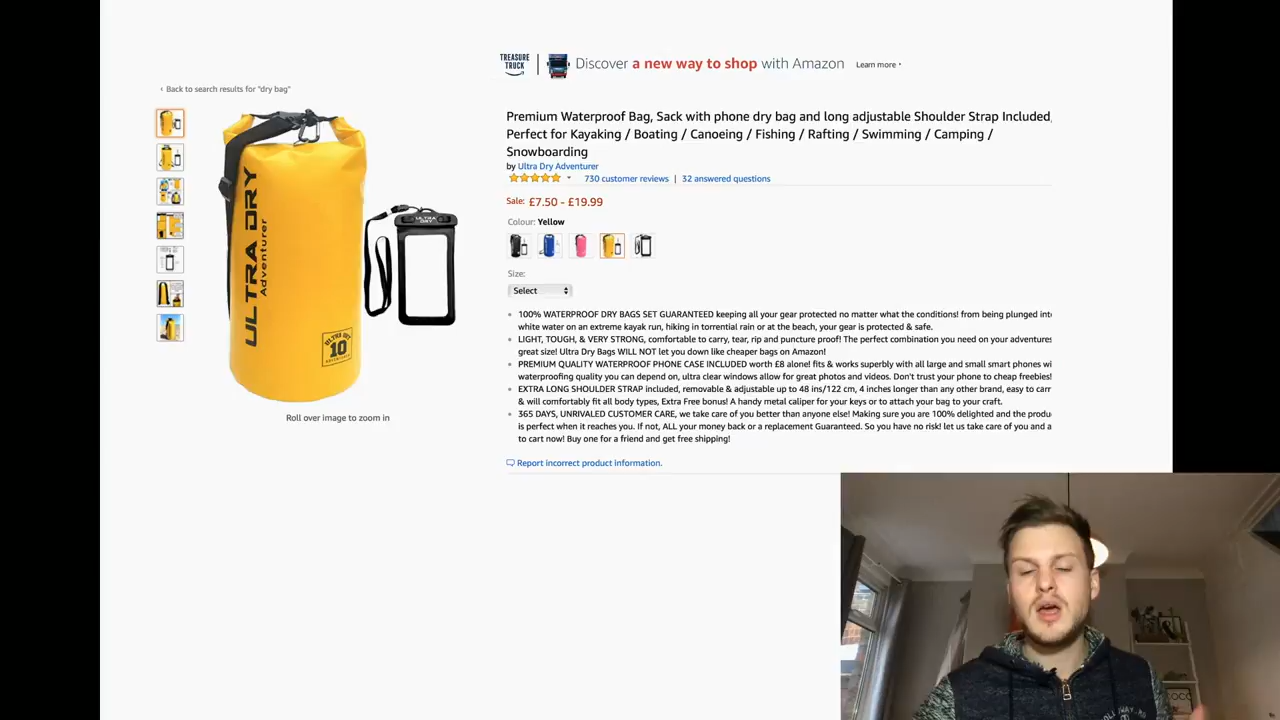 TREASURE
TRUCK
Discover a new way to shop with Amazon
Learn more
Back to search results for "dry bag"
Premium Waterproof Bag, Sack with phone dry bag and long adjustable Shoulder Strap Included,
Perfect for Kayaking / Boating / Canoeing / Fishing / Rafting / Swimming / Camping /
Snowboarding
by Ultra Dry Adventurer
730 customer reviews | 32 answered questions
Sale: £7.50 - £19.99
Colour: Yellow
Size:
Select
100% WATERPROOF DRY BAGS SET GUARANTEED keeping all your gear protected no matter what the conditions! from being plunged
white water on an extreme kayak run, hiking in torrential rain or at the beach, your gear is protected & safe.
LIGHT, TOUGH, & VERY STRONG, comfortable to carry, tear, rip and puncture proof! The perfect combination you need on your adventures
great size! Ultra Dry Bags WILL NOT let you down like cheaper bags on Amazon!
PREMIUM QUALITY WATERPROOF PHONE CASE INCLUDED worth £8 alone! fits & works superbly with all large and small smart phones
waterproofing quality you can depend on, ultra clear windows allow for great photos and videos. Don't trust your phone to cheap freebies!
EXTRA LONG SHOULDER STRAP included, removable & adjustable up to 48 ins/122 cm, 4 inches longer than any other brand, easy to carr
& will comfortably fit all body types, Extra Free bonus! A handy metal caliper for your keys or to attach your bag to your craft.
365 DAYS, UNRIVALED CUSTOMER CARE, we take care of you better than anyone else! Making sure you are 100% delighted and the produ
is perfect when it reaches you. If not, ALL your money back or a replacement Guaranteed. So you have no risk! let us take care of you and a
to cart now! Buy one for a friend and get free shipping!
Report incorrect product information.
ULTRA DRY
Adventurer
ULTRA DRY
10
ADVENTURER
ULTRA DRY
Roll over image to zoom in